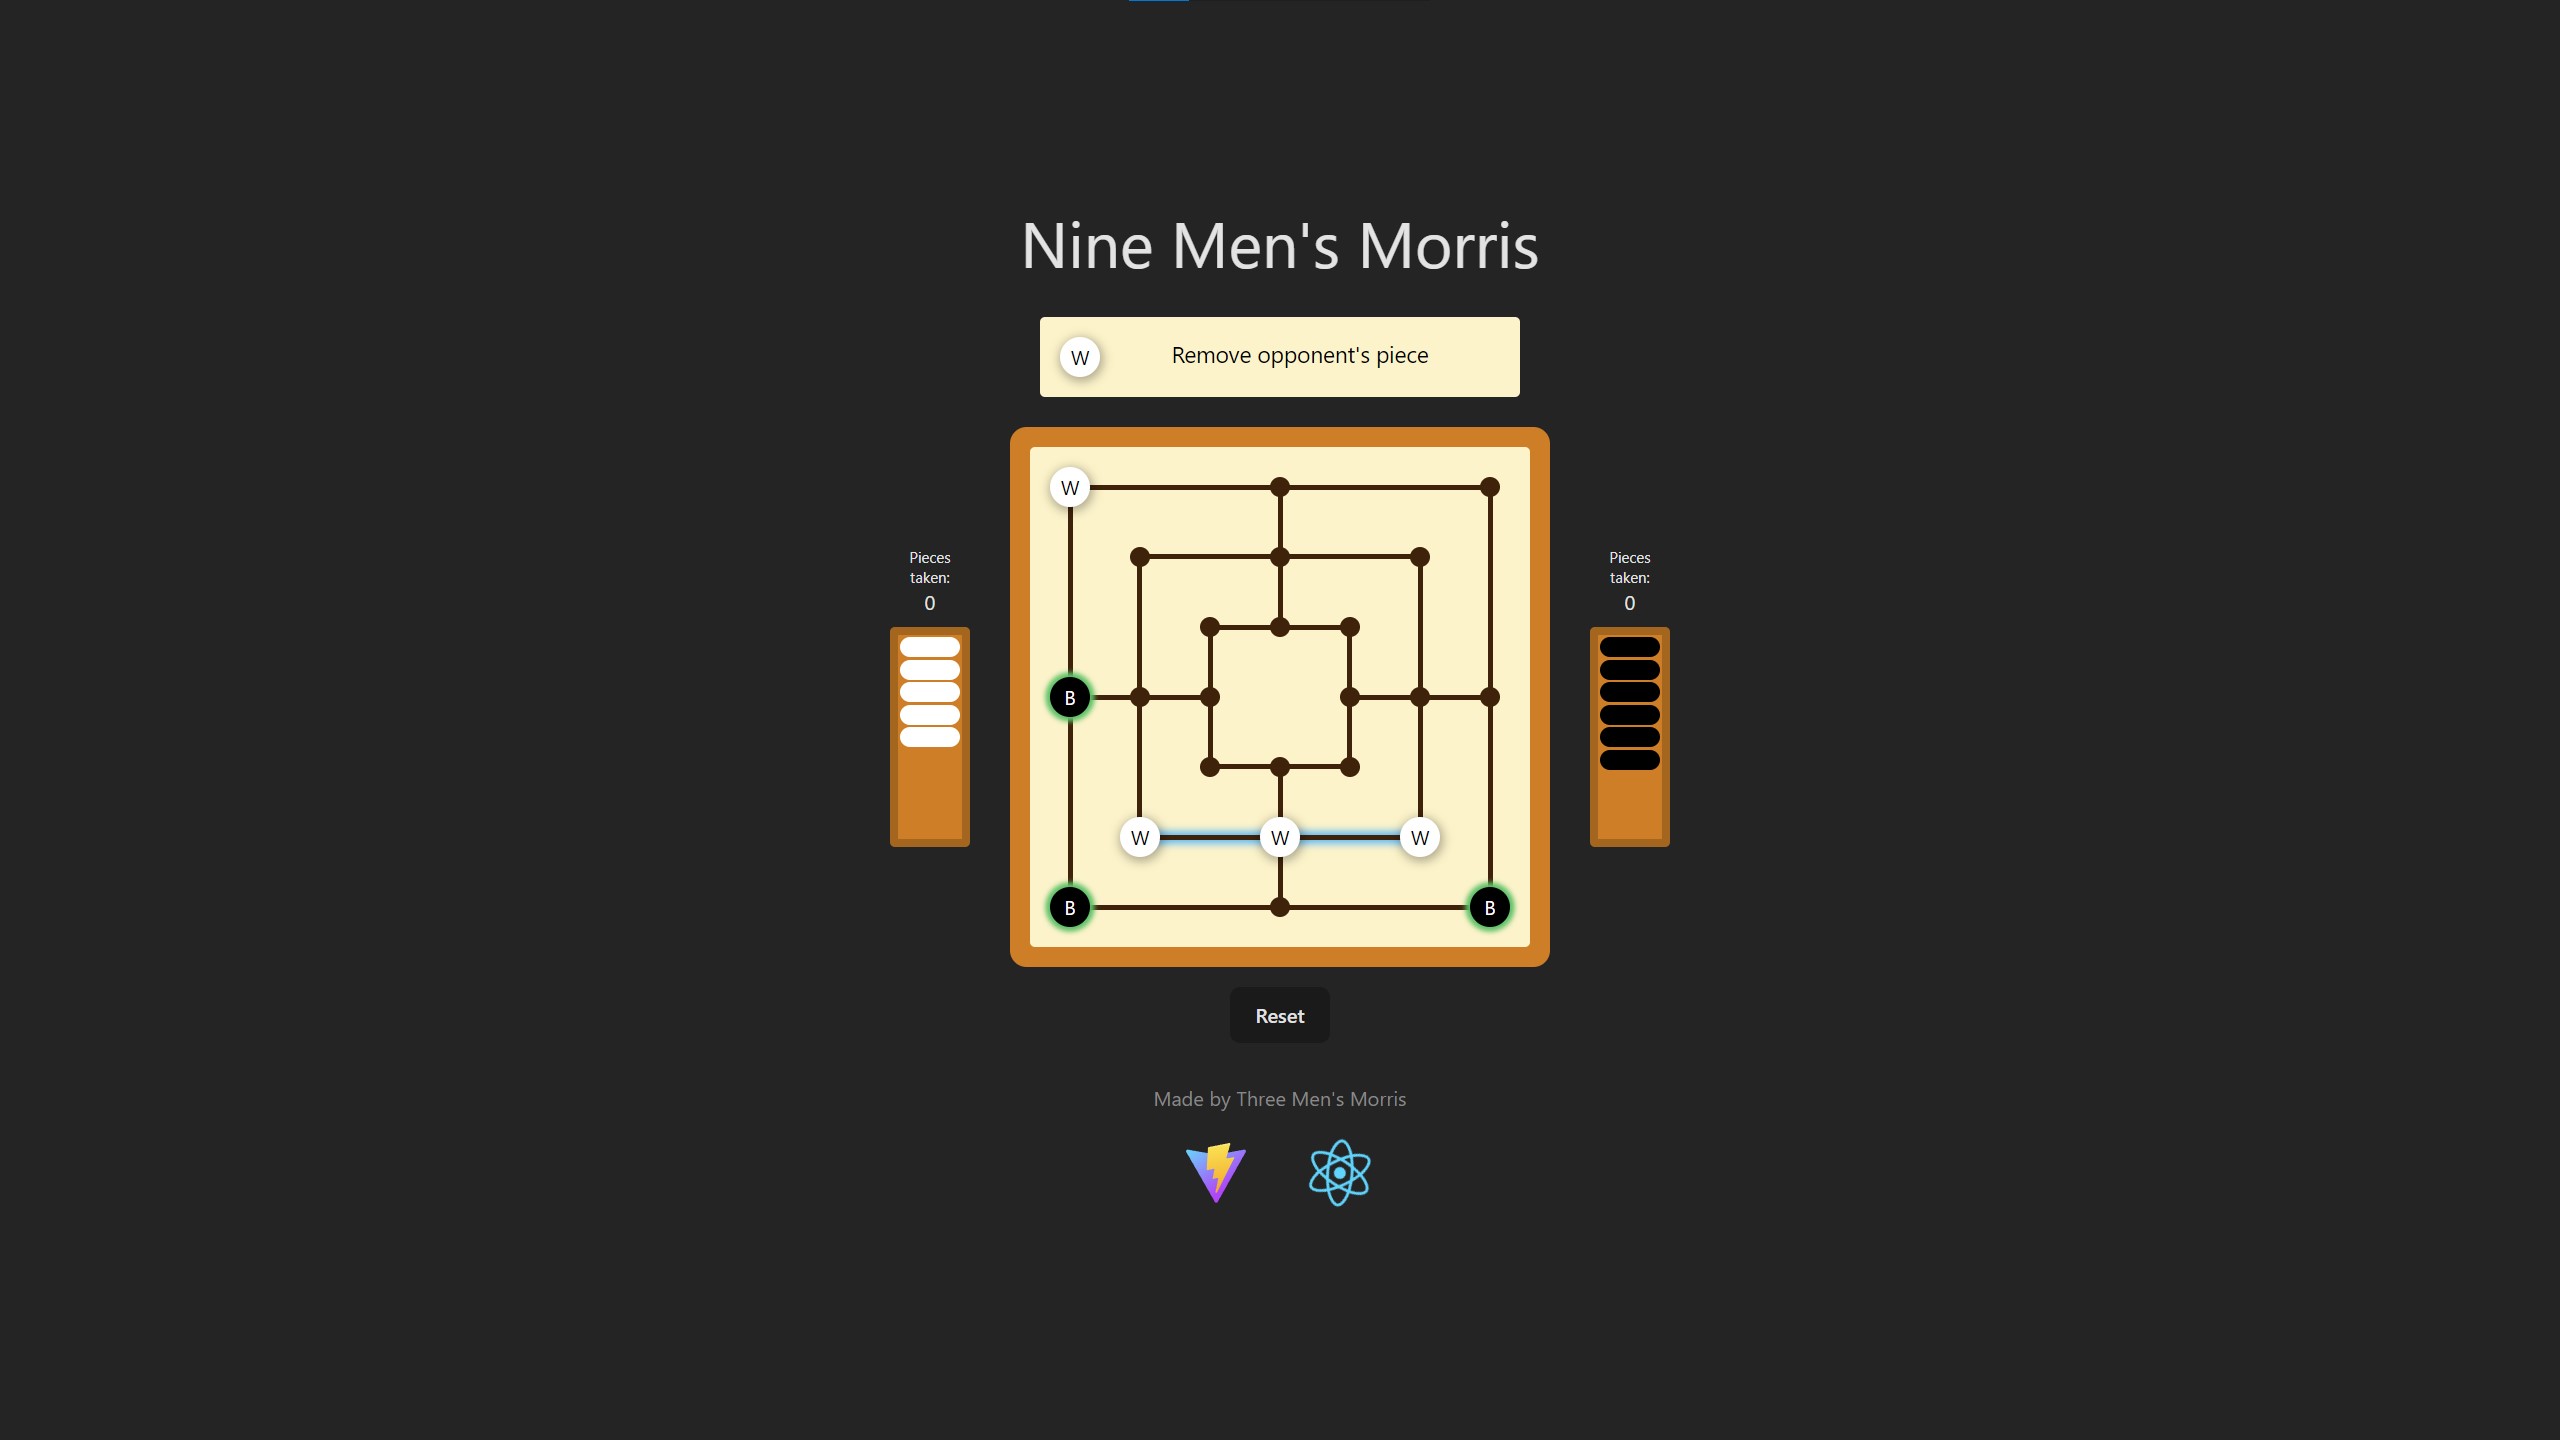 Nine Men's Morris
W
Remove opponent's piece
W
Pieces
taken:
0
Pieces
taken:
0
B
W
W
W
B
B
Reset
Made by Three Men's Morris